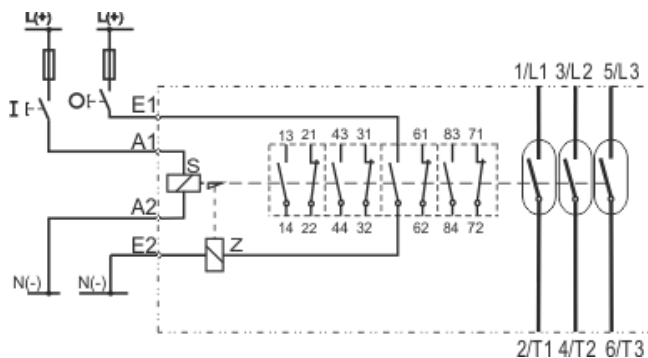 L(+) L(+)
1/L1 3/L2 5/L3
I O E1
13 21 43 31 61 83 71
A1
S
A2
14 22 44 32 62 84 72
E2 Z
N(-) N(-)
2/T1 4/T2 6/T3